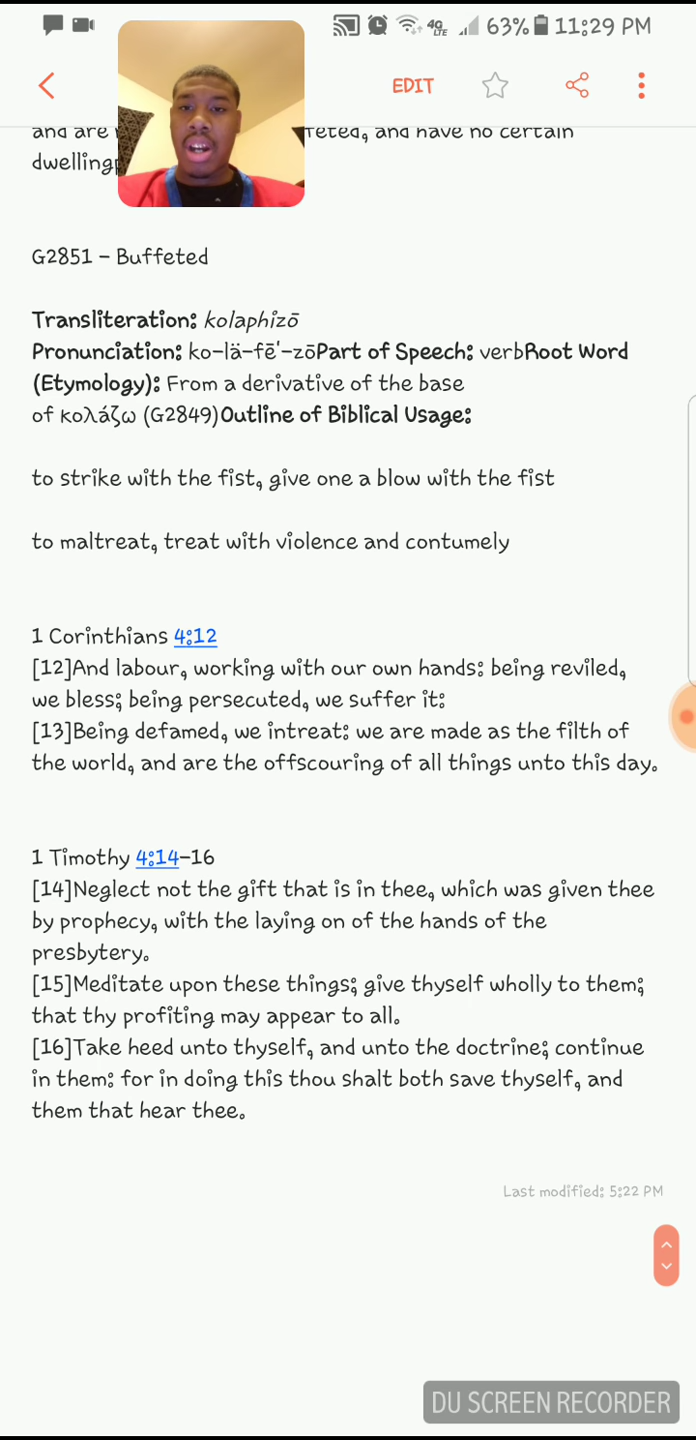 4G LTE 63% 11:29 PM
EDIT
and are feted, and have no certain
dwelling
G2851 - Buffeted
Transliteration: kolaphizō
Pronunciation: ko-lä-fē'-zōPart of Speech: verbRoot Word
(Etymology): From a derivative of the base
of κολάζω (G2849)Outline of Biblical Usage:
to strike with the fist, give one a blow with the fist
to maltreat, treat with violence and contumely
1 Corinthians 4:12
[12]And labour, working with our own hands: being reviled,
we bless; being persecuted, we suffer it:
[13]Being defamed, we intreat: we are made as the filth of
the world, and are the offscouring of all things unto this day.
1 Timothy 4:14-16
[14]Neglect not the gift that is in thee, which was given thee
by prophecy, with the laying on of the hands of the
presbytery.
[15]Meditate upon these things; give thyself wholly to them;
that thy profiting may appear to all.
[16]Take heed unto thyself, and unto the doctrine; continue
in them: for in doing this thou shalt both save thyself, and
them that hear thee.
Last modified: 5:22 PM
DU SCREEN RECORDER